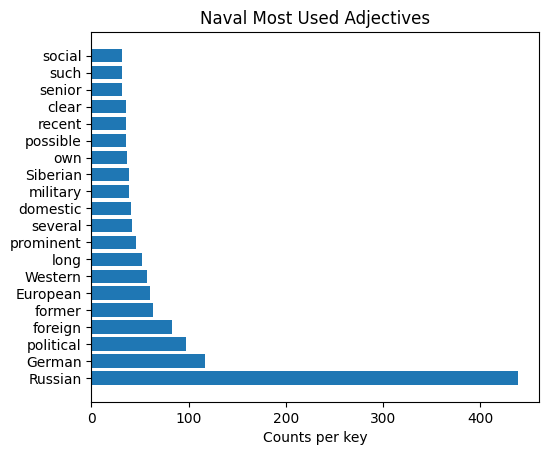 Naval Most Used Adjectives
social
such
senior
clear
recent
possible
own
Siberian
military
domestic
several
prominent
long
Western
European
former
foreign
political
German
Russian
0 100 200 300 400
Counts per key